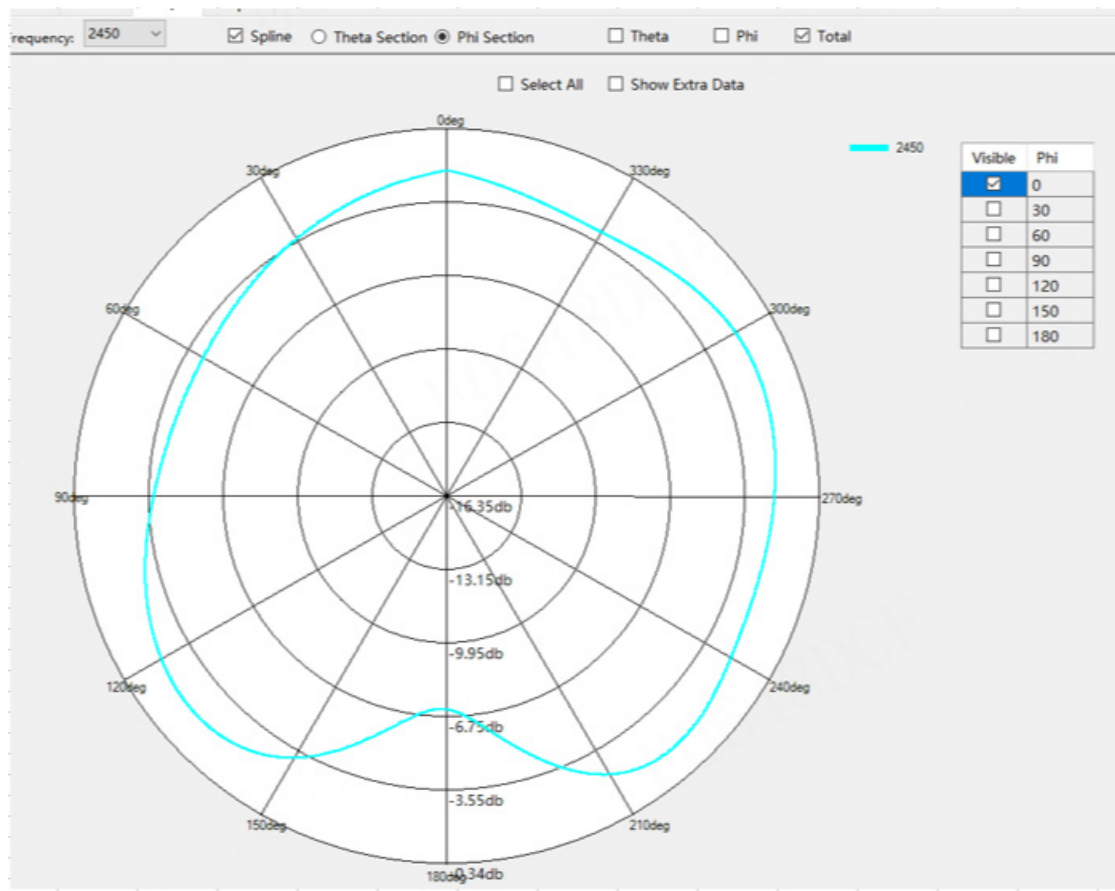 requency: 2450 Spline Theta Section Phi Section Theta Phi Total
Select All Show Extra Data
0deg
2450
Visible Phi
30deg
330deg
0
30
60
90
120
150
180
60deg
300deg
90deg
270deg
-16.35db
-13.15db
-9.95db
120deg
240deg
-6.75db
-3.55db
150deg
210deg
180deg
0.34db